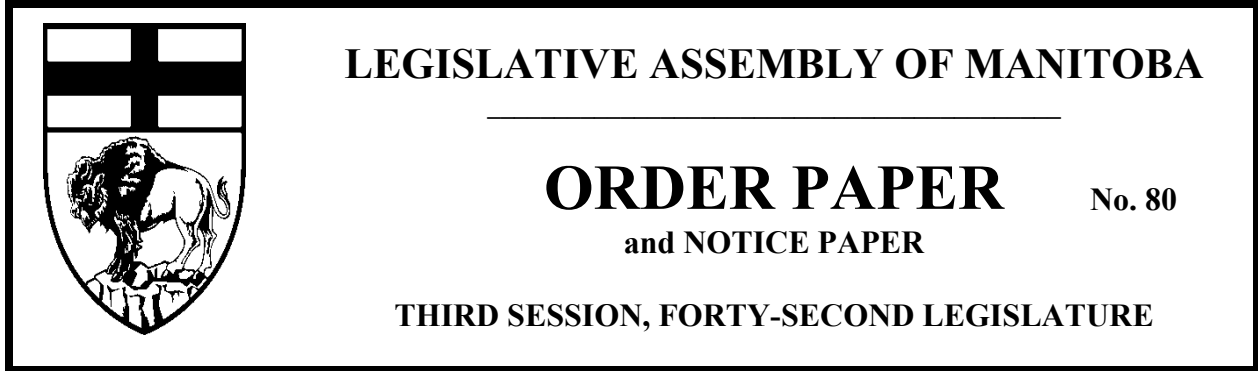 LEGISLATIVE ASSEMBLY OF MANITOBA
ORDER PAPER No. 80
and NOTICE PAPER
THIRD SESSION, FORTY-SECOND LEGISLATURE